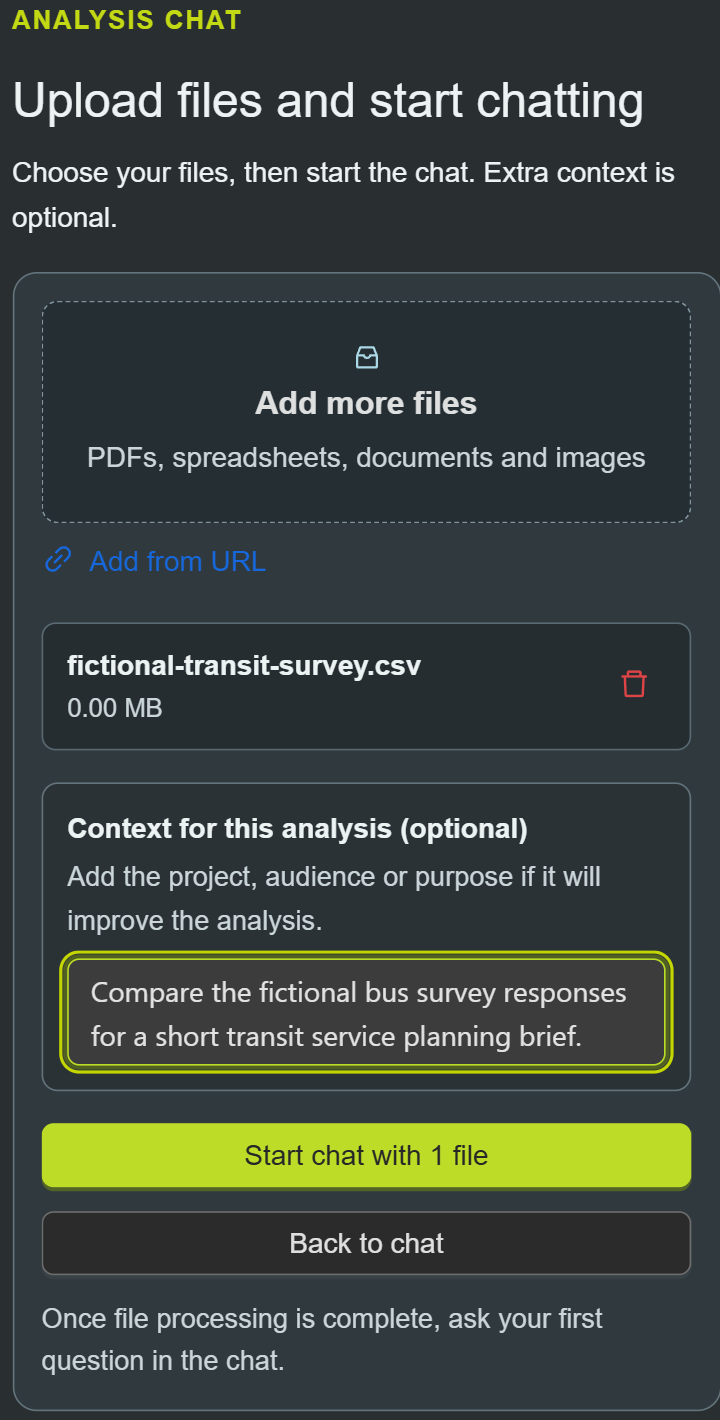 ANALYSIS CHAT
Upload files and start chatting
Choose your files, then start the chat. Extra context is
optional.
Add more files
PDFs, spreadsheets, documents and images
Add from URL
fictional-transit-survey.csv
0.00 MB
Context for this analysis (optional)
Add the project, audience or purpose if it will
improve the analysis.
Compare the fictional bus survey responses
for a short transit service planning brief.
Start chat with 1 file
Back to chat
Once file processing is complete, ask your first
question in the chat.